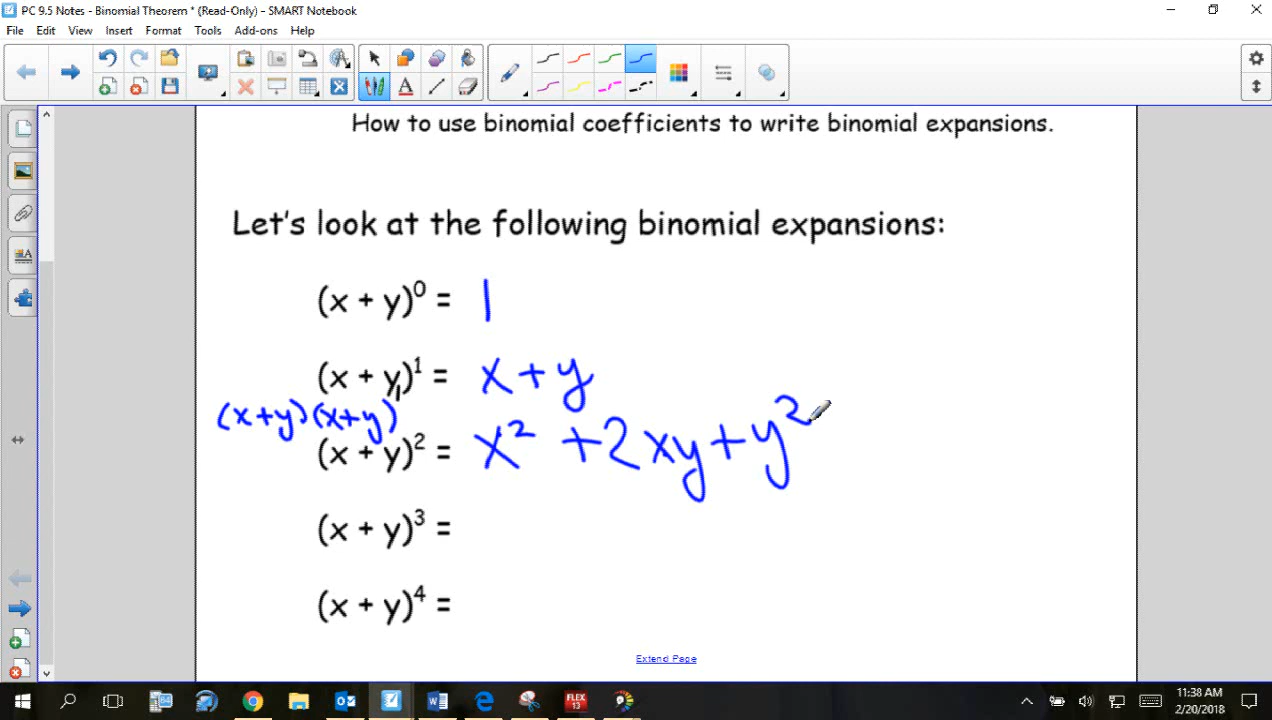 PC 9.5 Notes - Binomial Theorem * (Read-Only) - SMART Notebook
File Edit View Insert Format Tools Add-ons Help
How to use binomial coefficients to write binomial expansions.
Let's look at the following binomial expansions:
(x + y)⁰ = 1
(x + y)¹ = x + y
(x+y)(x+y)
(x + y)² = x² + 2xy + y²
(x + y)³ =
(x + y)⁴ =
Extend Page
11:38 AM
2/20/2018